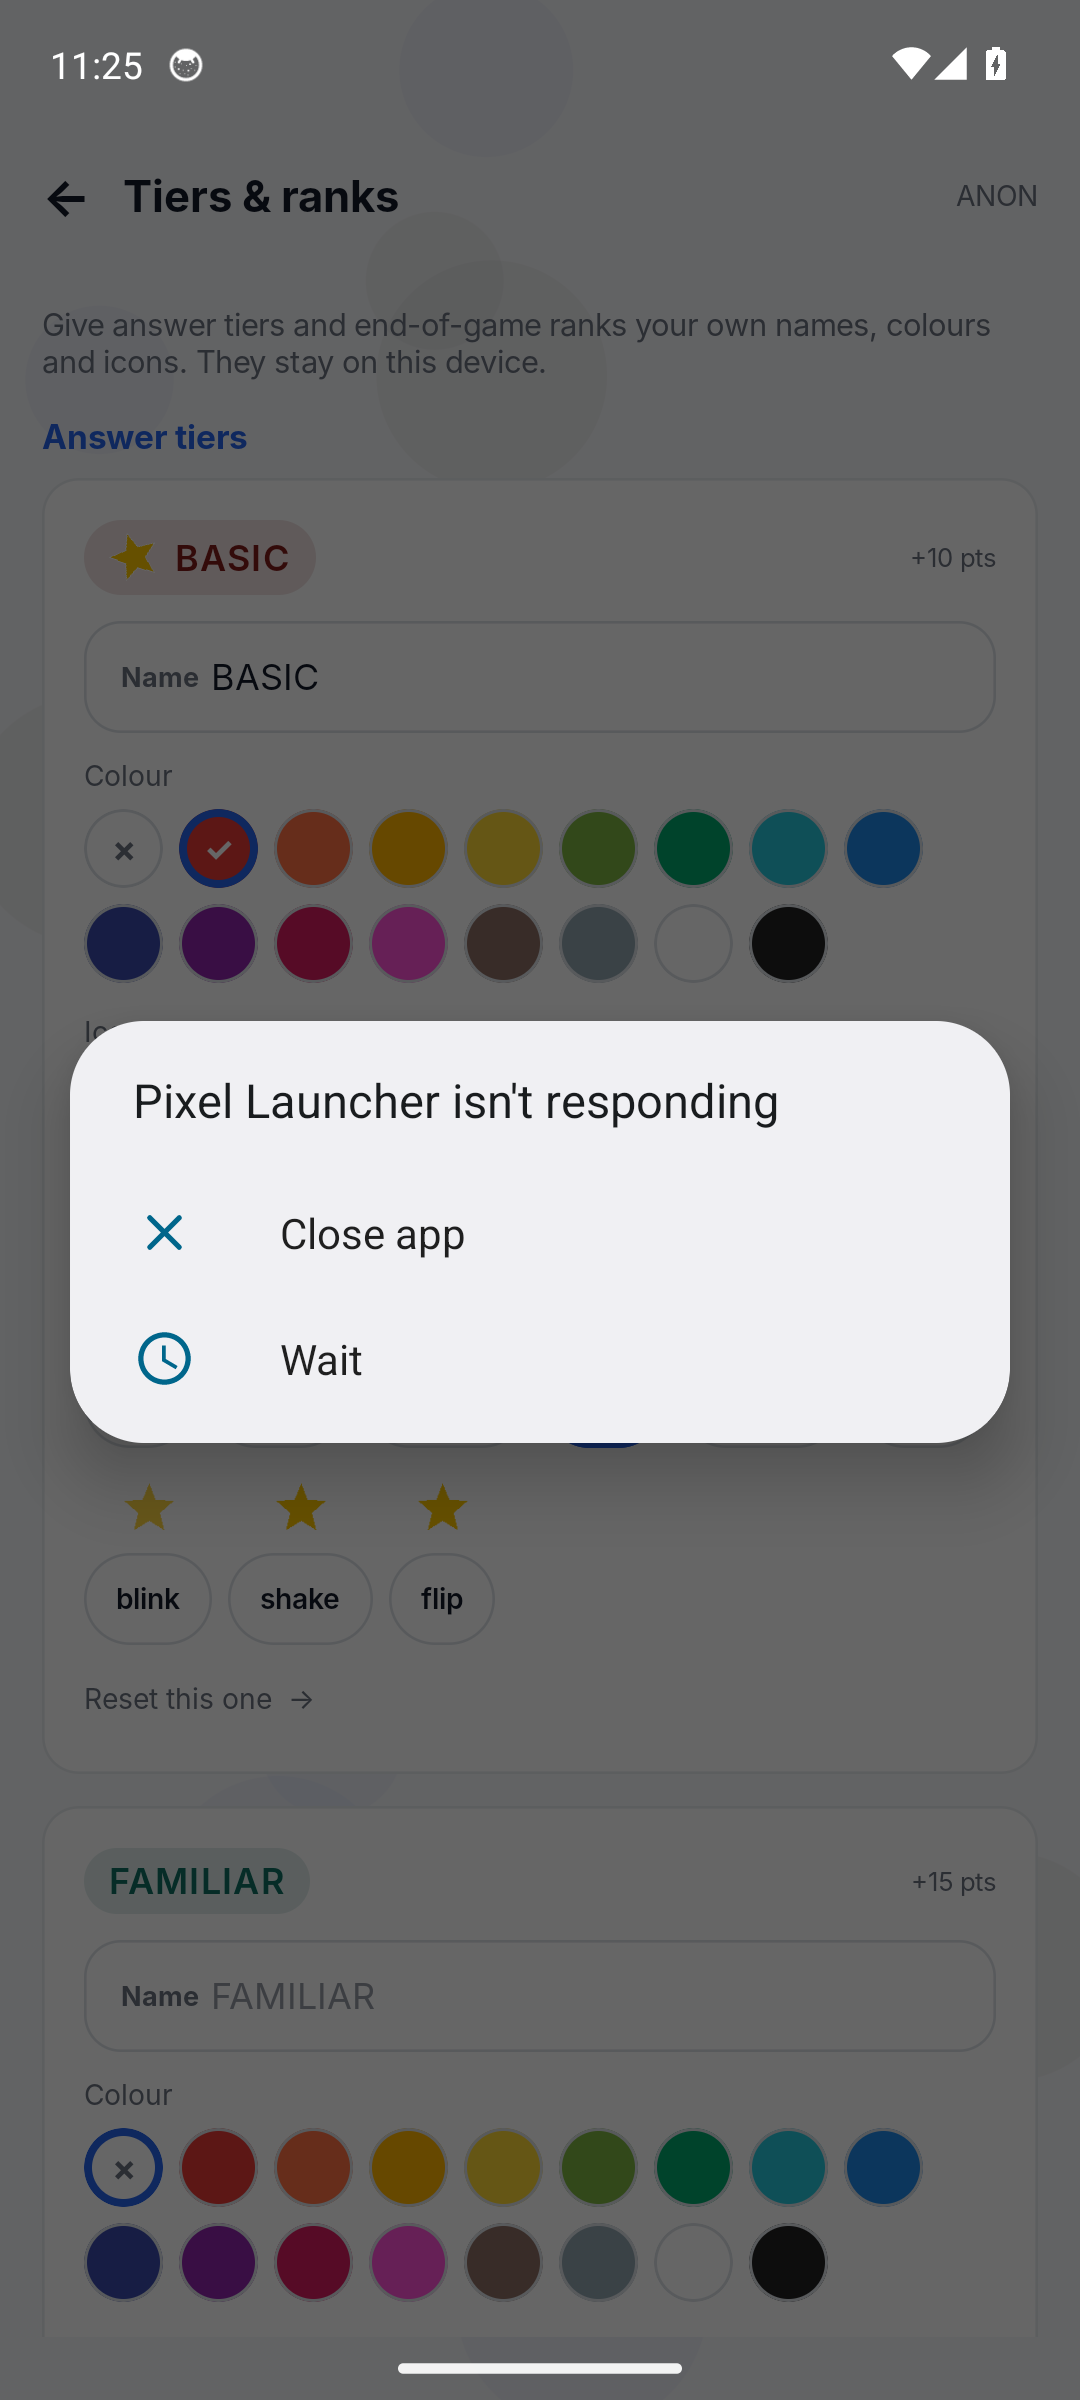 11:25
Tiers & ranks
ANON
Give answer tiers and end-of-game ranks your own names, colours
and icons. They stay on this device.
Answer tiers
BASIC
+10 pts
Name BASIC
Colour
Pixel Launcher isn't responding
Close app
Wait
blink shake flip
Reset this one →
FAMILIAR
+15 pts
Name FAMILIAR
Colour